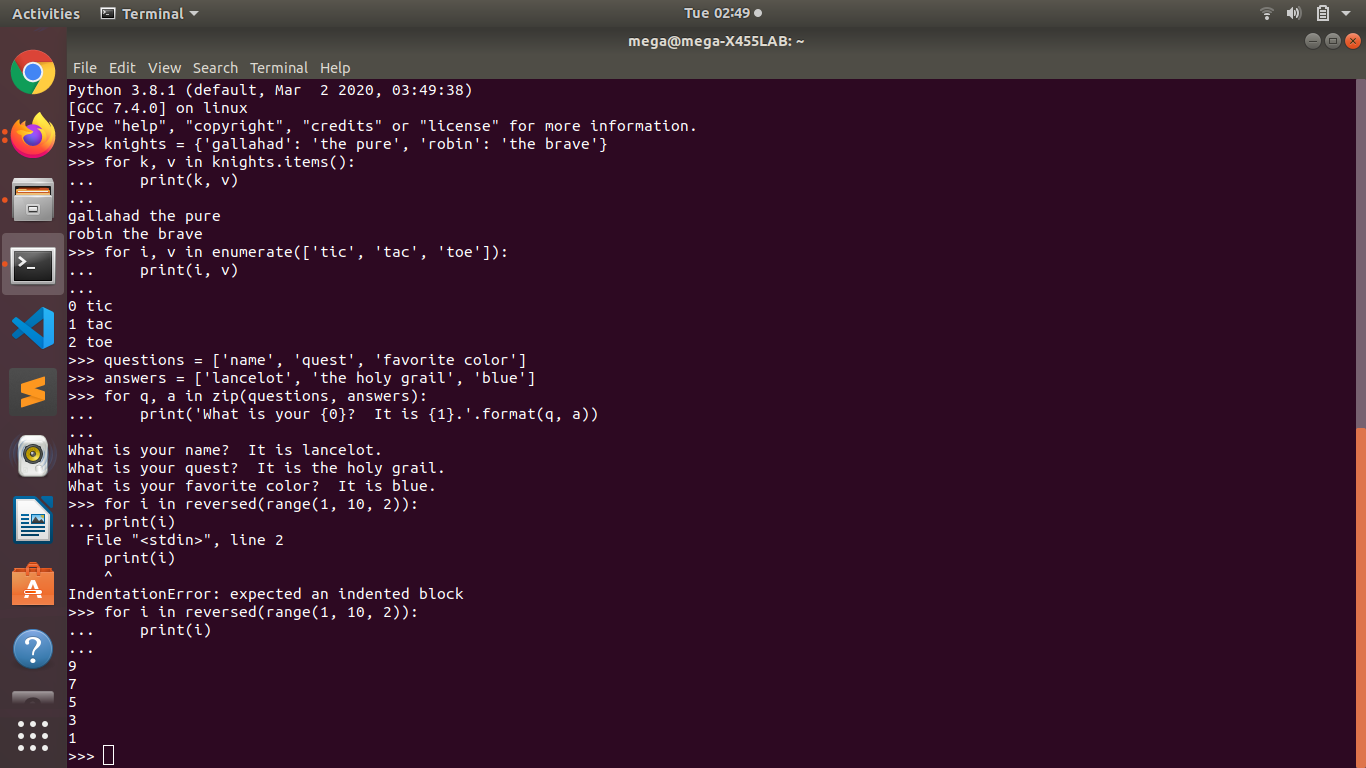 Activities Terminal Tue 02:49
mega@mega-X455LAB: ~
File Edit View Search Terminal Help
Python 3.8.1 (default, Mar  2 2020, 03:49:38)
[GCC 7.4.0] on linux
Type "help", "copyright", "credits" or "license" for more information.
>>> knights = {'gallahad': 'the pure', 'robin': 'the brave'}
>>> for k, v in knights.items():
...     print(k, v)
...
gallahad the pure
robin the brave
>>> for i, v in enumerate(['tic', 'tac', 'toe']):
...     print(i, v)
...
0 tic
1 tac
2 toe
>>> questions = ['name', 'quest', 'favorite color']
>>> answers = ['lancelot', 'the holy grail', 'blue']
>>> for q, a in zip(questions, answers):
...     print('What is your {0}?  It is {1}.'.format(q, a))
...
What is your name?  It is lancelot.
What is your quest?  It is the holy grail.
What is your favorite color?  It is blue.
>>> for i in reversed(range(1, 10, 2)):
... print(i)
  File "<stdin>", line 2
    print(i)
    ^
IndentationError: expected an indented block
>>> for i in reversed(range(1, 10, 2)):
...     print(i)
...
9
7
5
3
1
>>>